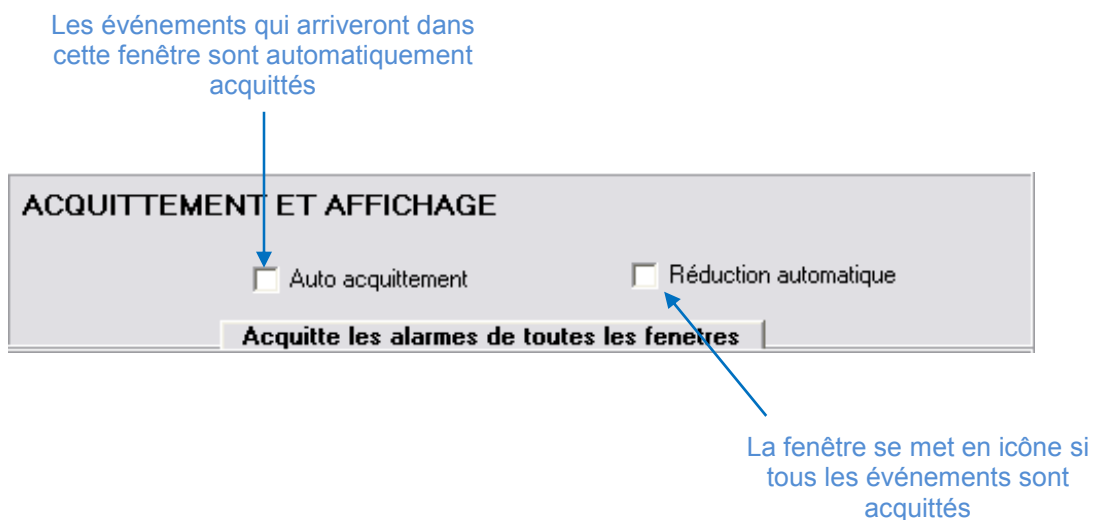 Les événements qui arriveront dans
cette fenêtre sont automatiquement
acquittés
ACQUITTEMENT ET AFFICHAGE
Auto acquittement
Réduction automatique
Acquitte les alarmes de toutes les fenetres
La fenêtre se met en icône si
tous les événements sont
acquittés